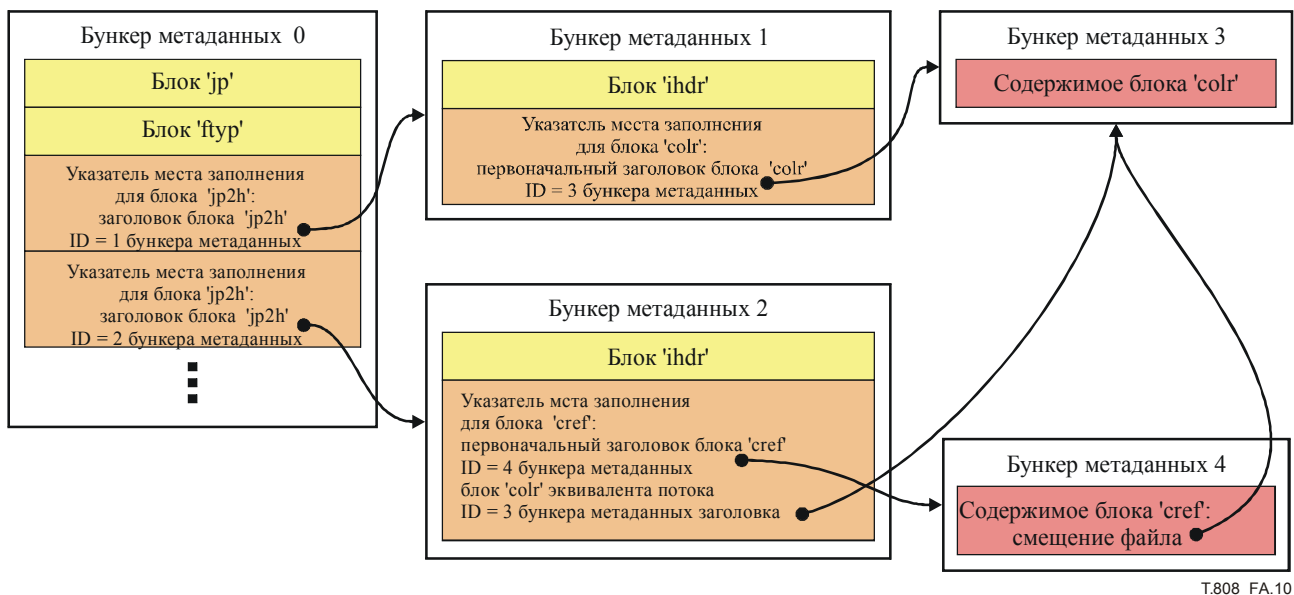 Бункер метаданных 0
Блок 'jp'
Блок 'ftyp'
Указатель места заполнения
для блока 'jp2h':
заголовок блока 'jp2h'
ID = 1 бункера метаданных
Указатель места заполнения
для блока 'jp2h':
заголовок блока 'jp2h'
ID = 2 бункера метаданных
Бункер метаданных 1
Блок 'ihdr'
Указатель места заполнения
для блока 'colr':
первоначальный заголовок блока 'colr'
ID = 3 бункера метаданных
Бункер метаданных 2
Блок 'ihdr'
Указатель мста заполнения
для блока 'cref':
первоначальный заголовок блока 'cref'
ID = 4 бункера метаданных
блок 'colr' эквивалента потока
ID = 3 бункера метаданных заголовка
Бункер метаданных 3
Содержимое блока 'colr'
Бункер метаданных 4
Содержимое блока 'cref':
смещение файла
T.808_FA.10